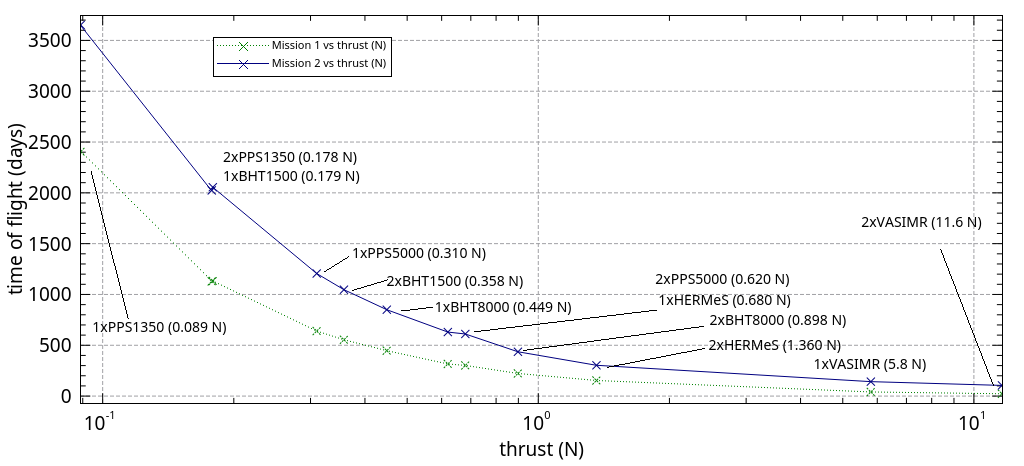 3500
3000
2500
2000
1500
1000
500
0
time of flight (days)
Mission 1 vs thrust (N)
Mission 2 vs thrust (N)
2xPPS1350 (0.178 N)
1xBHT1500 (0.179 N)
1xPPS5000 (0.310 N)
2xBHT1500 (0.358 N)
1xBHT8000 (0.449 N)
2xPPS5000 (0.620 N)
1xHERMeS (0.680 N)
2xBHT8000 (0.898 N)
2xHERMeS (1.360 N)
1xVASIMR (5.8 N)
2xVASIMR (11.6 N)
1xPPS1350 (0.089 N)
10⁻¹ 10⁰ 10¹
thrust (N)